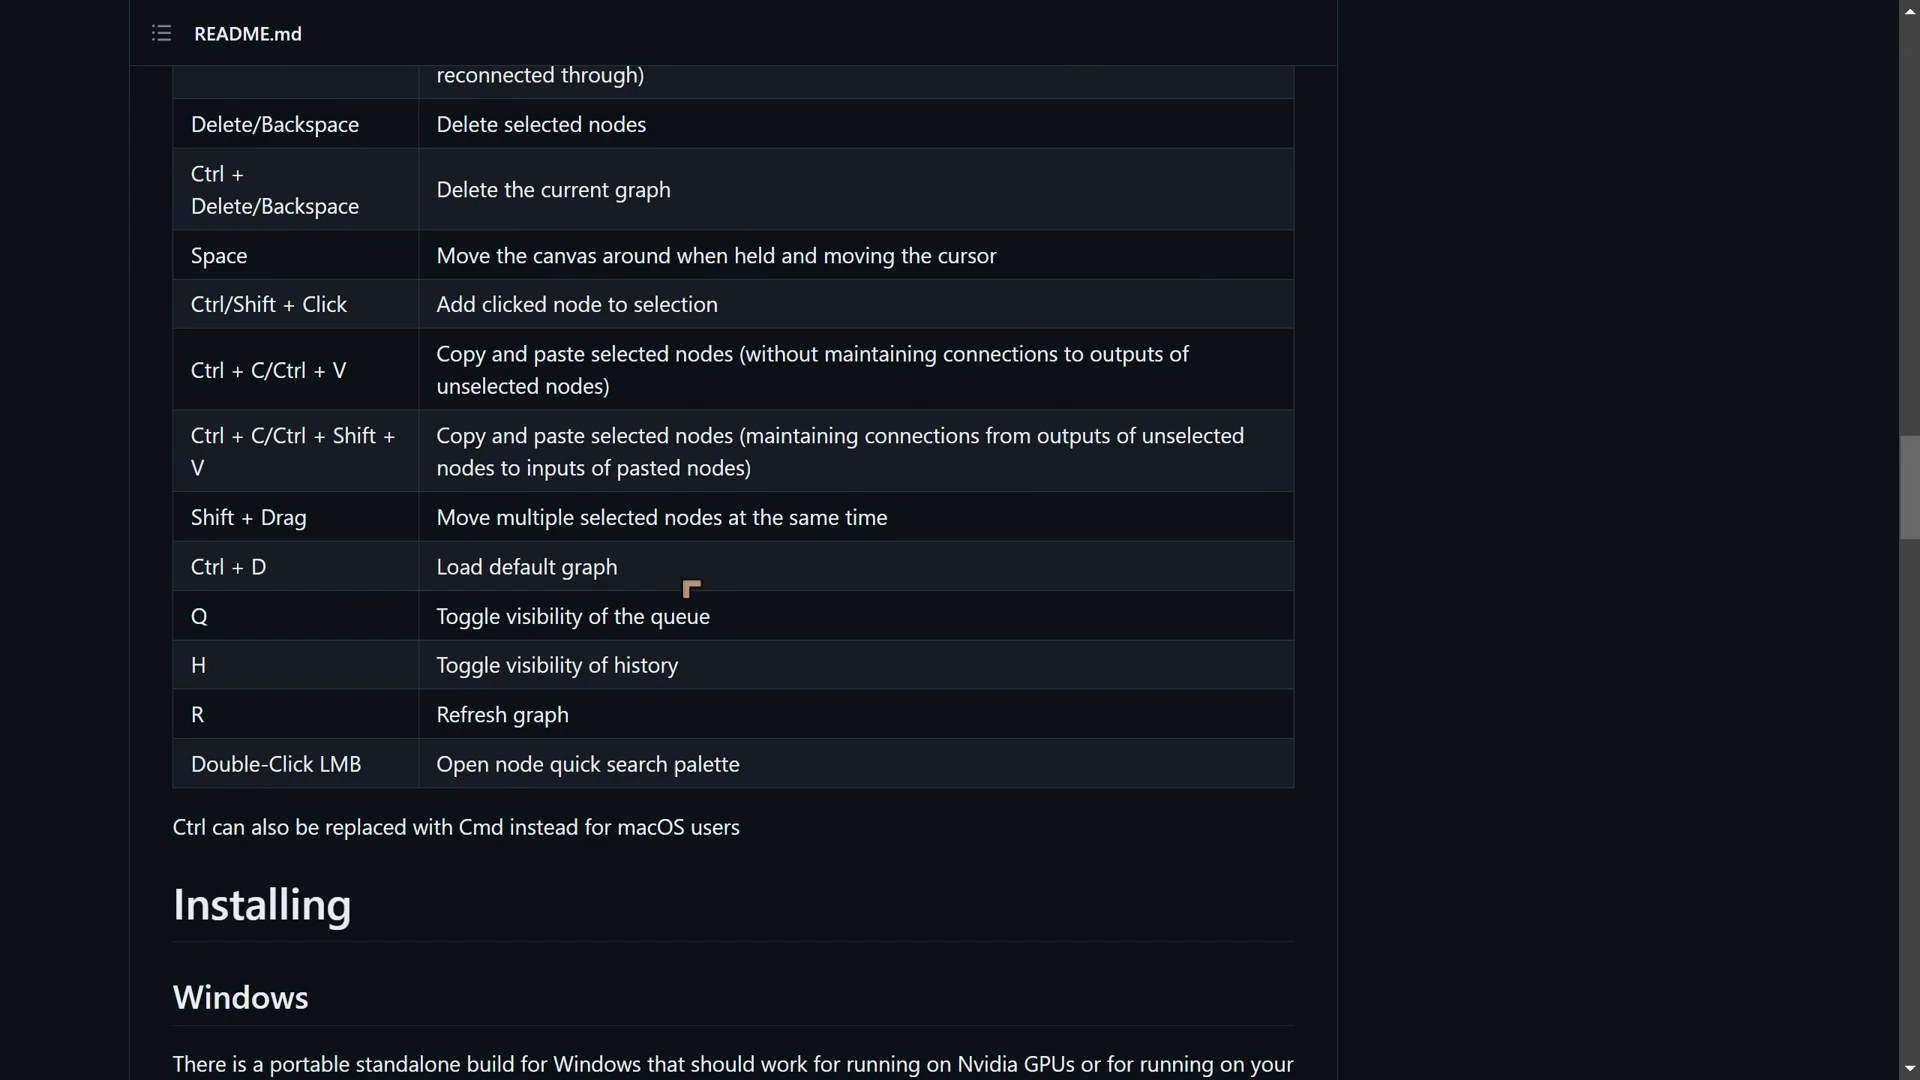 README.md
reconnected through)
Delete/Backspace
Delete selected nodes
Ctrl +
Delete/Backspace
Delete the current graph
Space
Move the canvas around when held and moving the cursor
Ctrl/Shift + Click
Add clicked node to selection
Ctrl + C/Ctrl + V
Copy and paste selected nodes (without maintaining connections to outputs of
unselected nodes)
Ctrl + C/Ctrl + Shift +
V
Copy and paste selected nodes (maintaining connections from outputs of unselected
nodes to inputs of pasted nodes)
Shift + Drag
Move multiple selected nodes at the same time
Ctrl + D
Load default graph
Q
Toggle visibility of the queue
H
Toggle visibility of history
R
Refresh graph
Double-Click LMB
Open node quick search palette
Ctrl can also be replaced with Cmd instead for macOS users
Installing
Windows
There is a portable standalone build for Windows that should work for running on Nvidia GPUs or for running on your